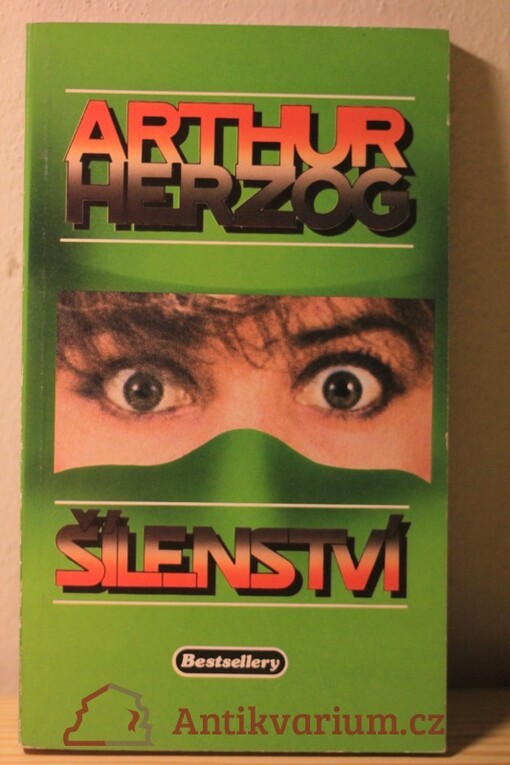 ARTHUR
HERZOG
ŠÍLENSTVÍ
Bestsellery
Antikvarium.cz